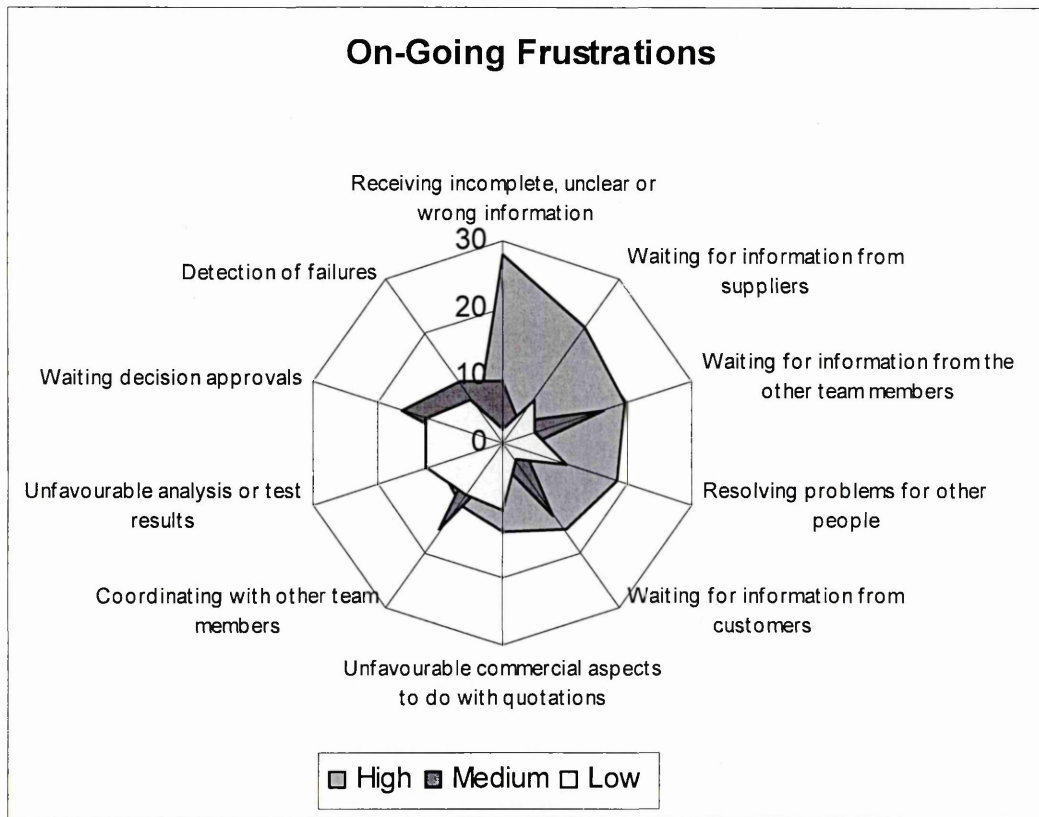 On-Going Frustrations
Receiving incomplete, unclear or
wrong information
Waiting for information from
suppliers
Waiting for information from the
other team members
Resolving problems for other
people
Waiting for information from
customers
Unfavourable commercial aspects
to do with quotations
Coordinating with other team
members
Unfavourable analysis or test
results
Waiting decision approvals
Detection of failures
30
20
10
0
High Medium Low